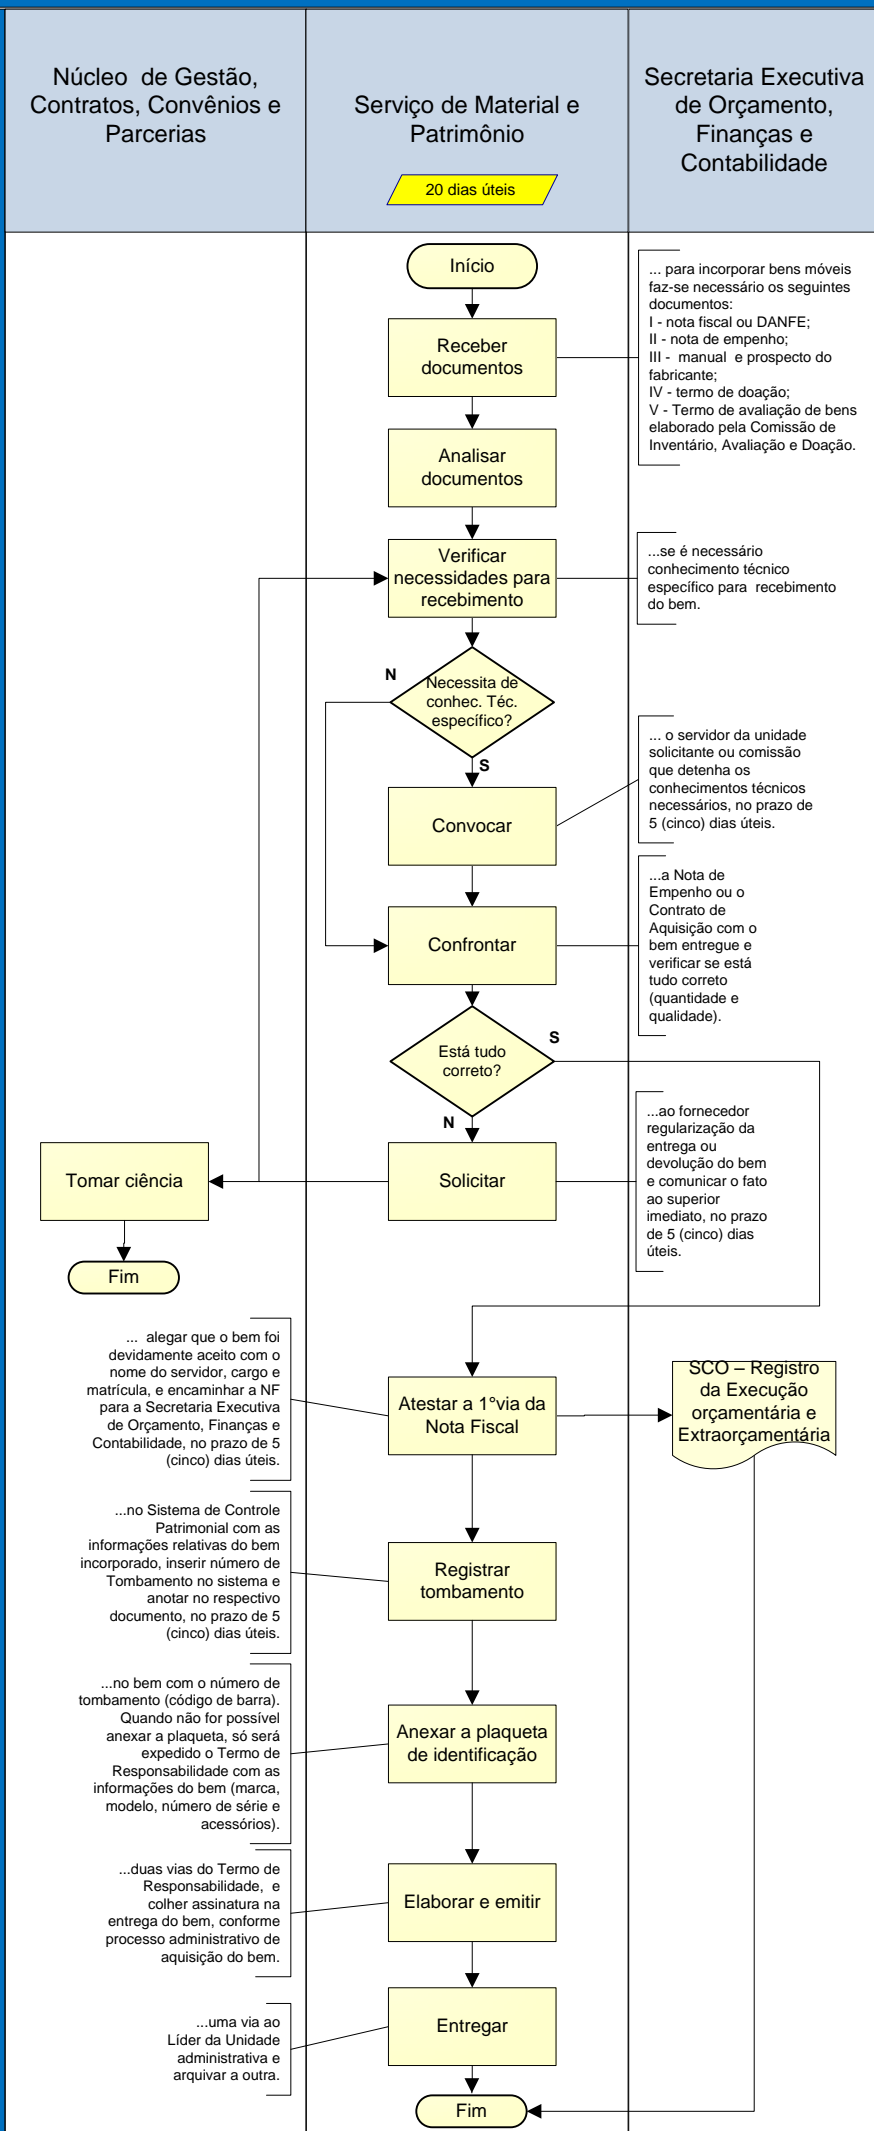 Núcleo de Gestão,
Contratos, Convênios e
Parcerias
Serviço de Material e
Patrimônio
20 dias úteis
Secretaria Executiva
de Orçamento,
Finanças e
Contabilidade
Início
... para incorporar bens móveis
faz-se necessário os seguintes
documentos:
I - nota fiscal ou DANFE;
II - nota de empenho;
III - manual e prospecto do
fabricante;
IV - termo de doação;
V - Termo de avaliação de bens
elaborado pela Comissão de
Inventário, Avaliação e Doação.
Receber
documentos
Analisar
documentos
Verificar
necessidades para
recebimento
...se é necessário
conhecimento técnico
específico para recebimento
do bem.
N
Necessita de
conhec. Téc.
específico?
S
... o servidor da unidade
solicitante ou comissão
que detenha os
conhecimentos técnicos
necessários, no prazo de
5 (cinco) dias úteis.
Convocar
...a Nota de
Empenho ou o
Contrato de
Aquisição com o
bem entregue e
verificar se está
tudo correto
(quantidade e
qualidade).
Confrontar
S
Está tudo
correto?
N
...ao fornecedor
regularização da
entrega ou
devolução do bem
e comunicar o fato
ao superior
imediato, no prazo
de 5 (cinco) dias
úteis.
Tomar ciência
Solicitar
Fim
... alegar que o bem foi
devidamente aceito com o
nome do servidor, cargo e
matrícula, e encaminhar a NF
para a Secretaria Executiva
de Orçamento, Finanças e
Contabilidade, no prazo de 5
(cinco) dias úteis.
Atestar a 1°via da
Nota Fiscal
SCO – Registro
da Execução
orçamentária e
Extraorçamentária
...no Sistema de Controle
Patrimonial com as
informações relativas do bem
incorporado, inserir número de
Tombamento no sistema e
anotar no respectivo
documento, no prazo de 5
(cinco) dias úteis.
Registrar
tombamento
...no bem com o número de
tombamento (código de barra).
Quando não for possível
anexar a plaqueta, só será
expedido o Termo de
Responsabilidade com as
informações do bem (marca,
modelo, número de série e
acessórios).
Anexar a plaqueta
de identificação
...duas vias do Termo de
Responsabilidade, e
colher assinatura na
entrega do bem, conforme
processo administrativo de
aquisição do bem.
Elaborar e emitir
...uma via ao
Líder da Unidade
administrativa e
arquivar a outra.
Entregar
Fim